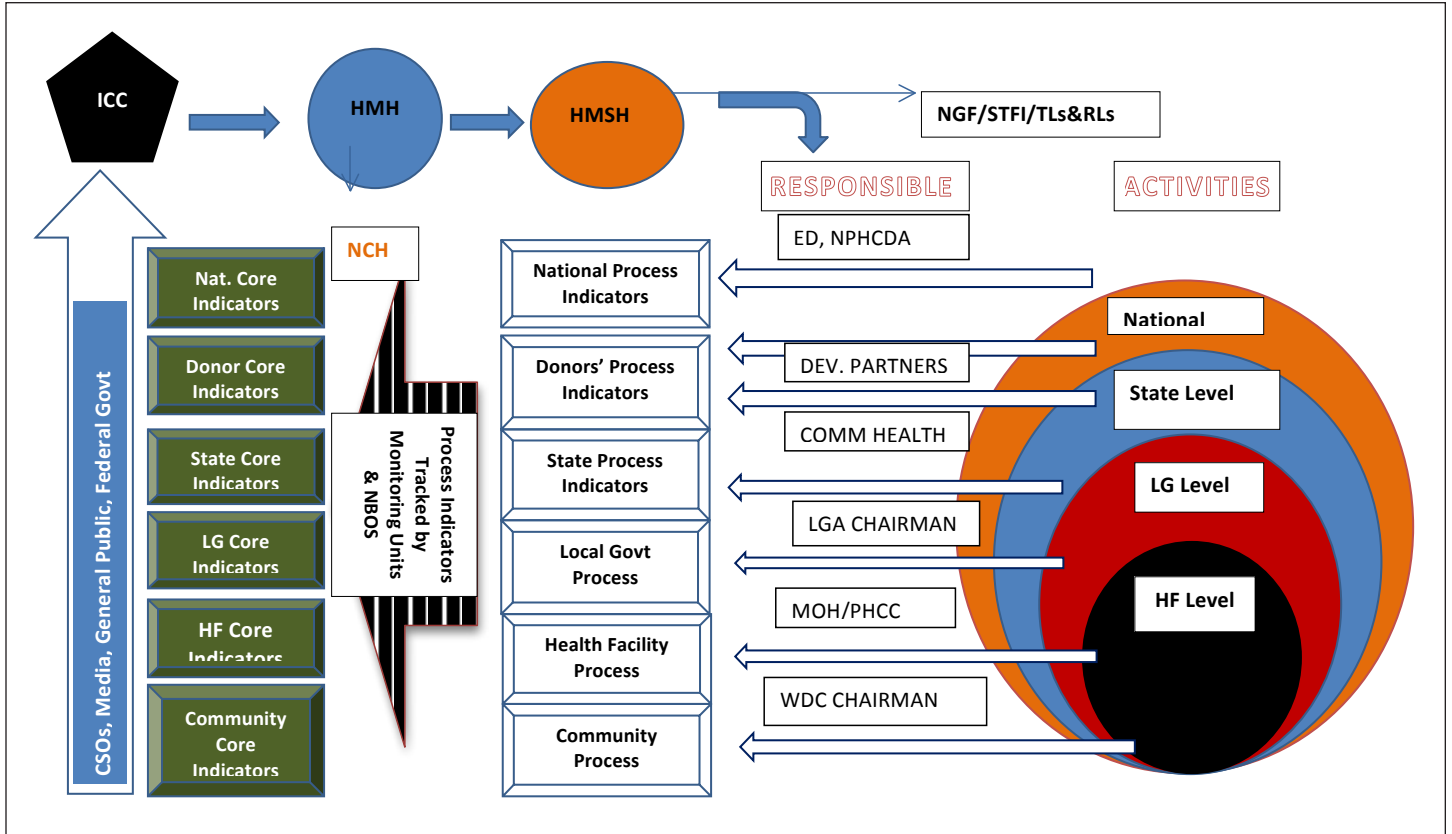 ICC
HMH
HMSH
NGF/STFI/TLs&RLs
RESPONSIBLE
ACTIVITIES
CSOs, Media, General Public, Federal Govt
Nat. Core
Indicators
Donor Core
Indicators
State Core
Indicators
LG Core
Indicators
HF Core
Indicators
Community
Core
Indicators
NCH
Process Indicators
Tracked by
Monitoring Units
& NBOS
National Process
Indicators
Donors’ Process
Indicators
State Process
Indicators
Local Govt
Process
Health Facility
Process
Community
Process
ED, NPHCDA
DEV. PARTNERS
COMM HEALTH
LGA CHAIRMAN
MOH/PHCC
WDC CHAIRMAN
National
State Level
LG Level
HF Level